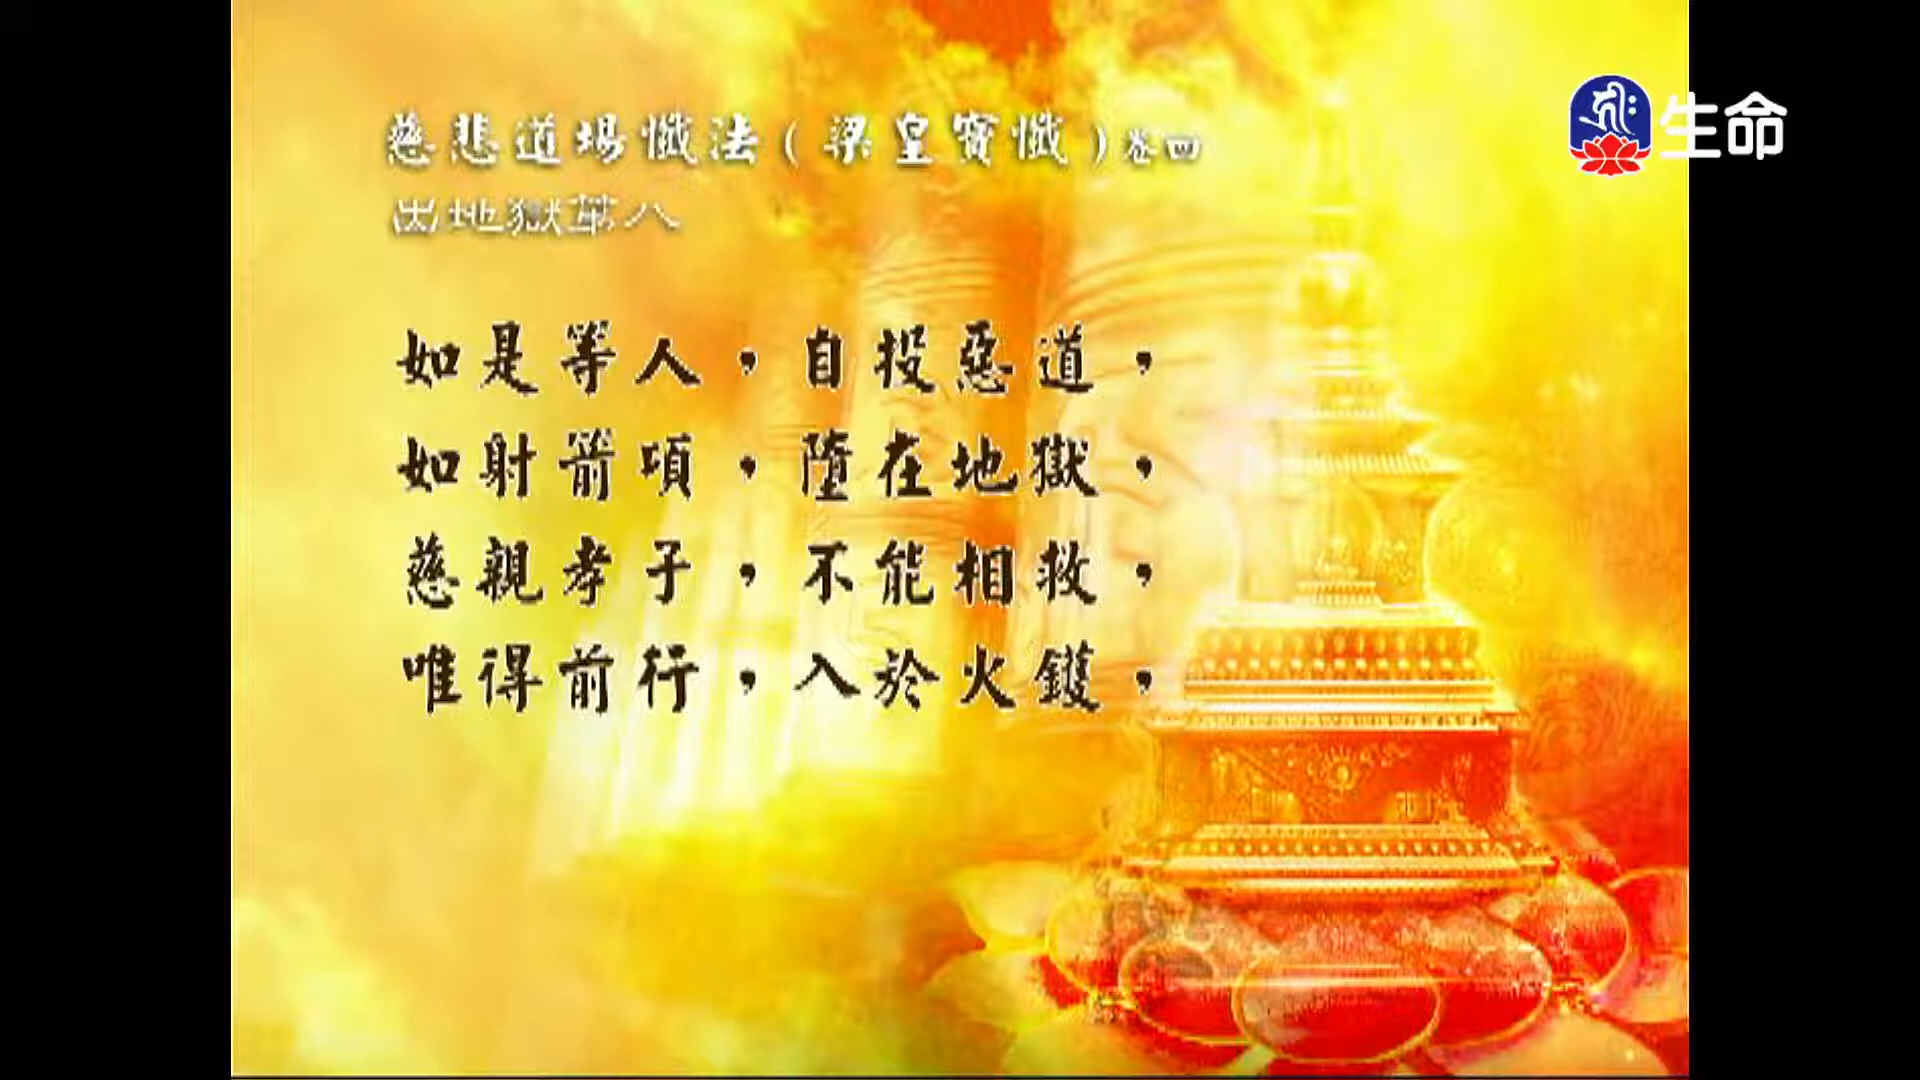 慈悲道場懺法（梁皇寶懺）卷四
出地獄第八
生命
如是等人，自投惡道，
如射箭頃，墮在地獄，
慈親孝子，不能相救，
唯得前行，入於火鑊，